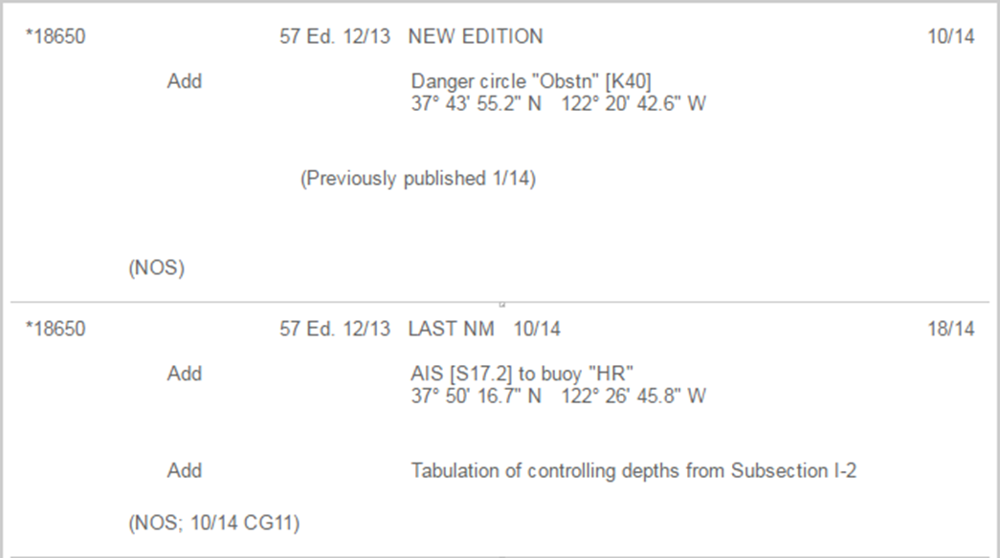 *18650 57 Ed. 12/13 NEW EDITION 10/14
Add Danger circle "Obstn" [K40]
37° 43' 55.2" N 122° 20' 42.6" W
(Previously published 1/14)
(NOS)
*18650 57 Ed. 12/13 LAST NM 10/14 18/14
Add AIS [S17.2] to buoy "HR"
37° 50' 16.7" N 122° 26' 45.8" W
Add Tabulation of controlling depths from Subsection I-2
(NOS; 10/14 CG11)